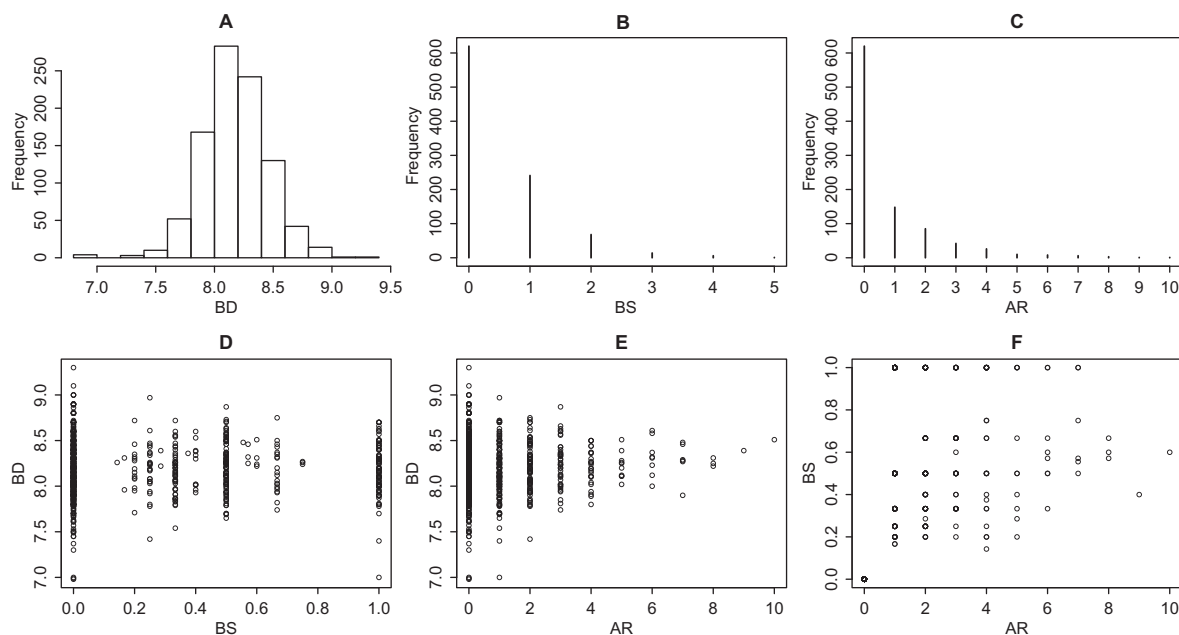 A
Frequency
0 50 100 150 200 250
7.0 7.5 8.0 8.5 9.0 9.5
BD
B
Frequency
0 100 200 300 400 500 600
0 1 2 3 4 5
BS
C
Frequency
0 100 200 300 400 500 600
0 1 2 3 4 5 6 7 8 9 10
AR
D
BD
7.0 7.5 8.0 8.5 9.0
0.0 0.2 0.4 0.6 0.8 1.0
BS
E
BD
7.0 7.5 8.0 8.5 9.0
0 2 4 6 8 10
AR
F
BS
0.0 0.2 0.4 0.6 0.8 1.0
0 2 4 6 8 10
AR